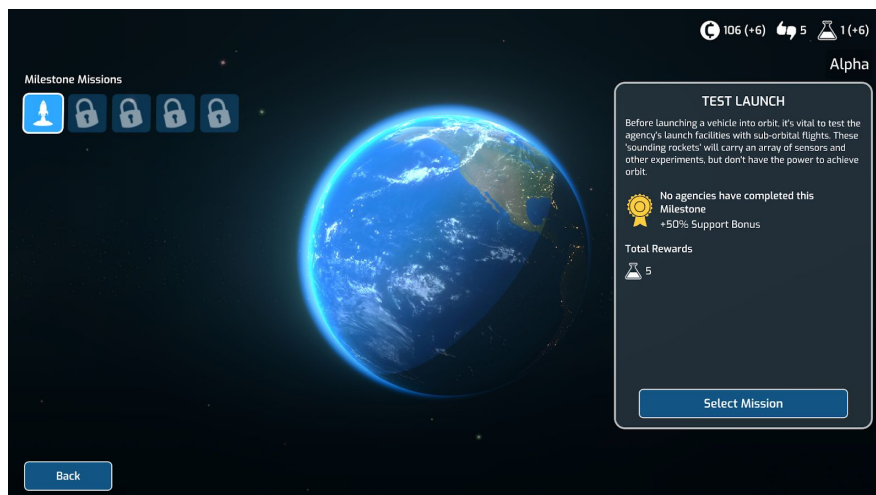 106 (+6) 5 1 (+6)
Alpha
Milestone Missions
TEST LAUNCH
Before launching a vehicle into orbit, it's vital to test the
agency's launch facilities with sub-orbital flights. These
'sounding rockets' will carry an array of sensors and
other experiments, but don't have the power to achieve
orbit.
No agencies have completed this
Milestone
+50% Support Bonus
Total Rewards
5
Select Mission
Back